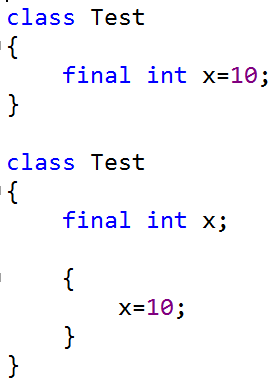 class Test
{
    final int x=10;
}
class Test
{
    final int x;
    {
        x=10;
    }
}